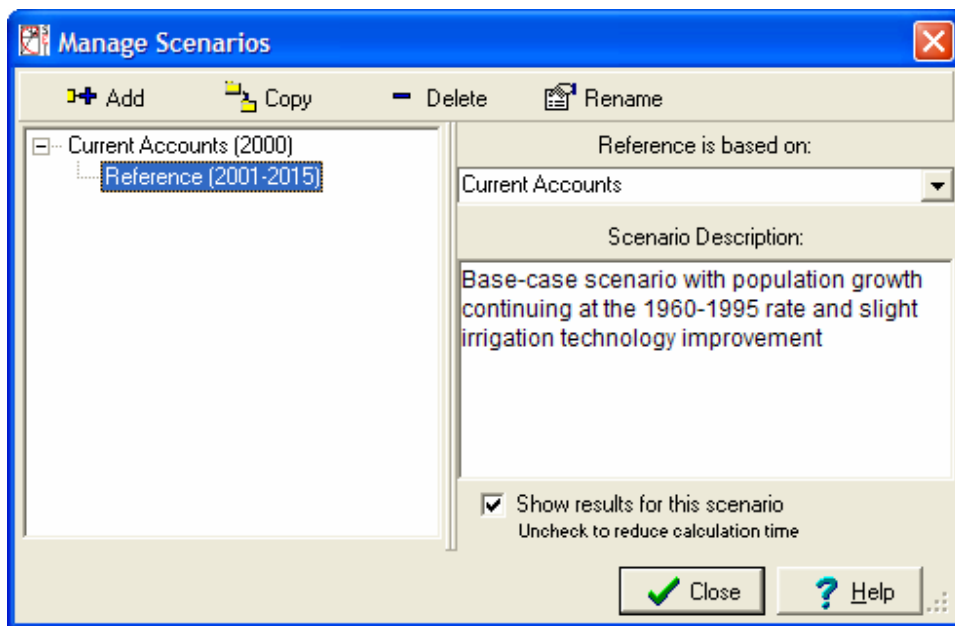 Manage Scenarios
Add Copy Delete Rename
Current Accounts (2000)
Reference (2001-2015)
Reference is based on:
Current Accounts
Scenario Description:
Base-case scenario with population growth
continuing at the 1960-1995 rate and slight
irrigation technology improvement
Show results for this scenario
Uncheck to reduce calculation time
Close Help